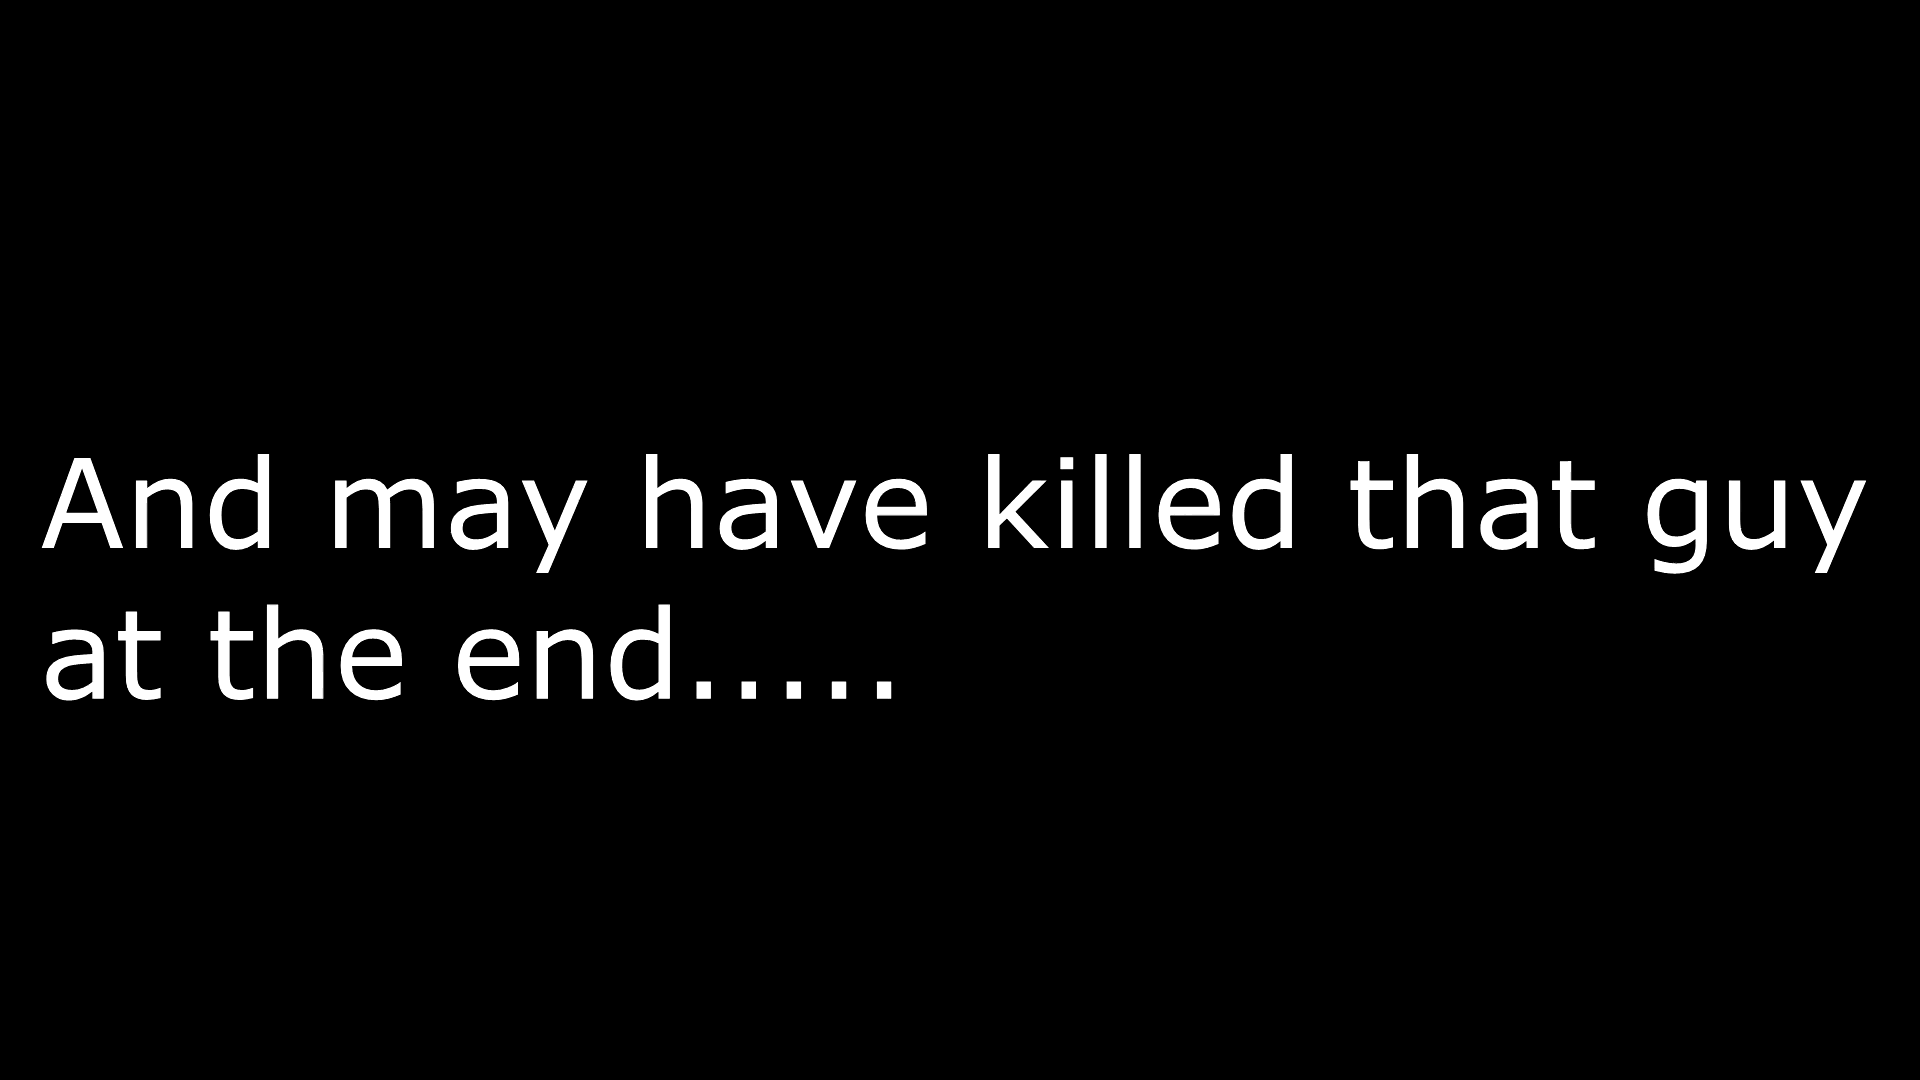 And may have killed that guy
at the end.....